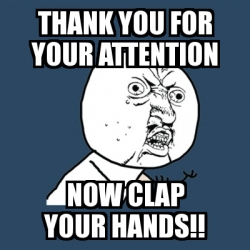 THANK YOU FOR
YOUR ATTENTION
NOW CLAP
YOUR HANDS!!